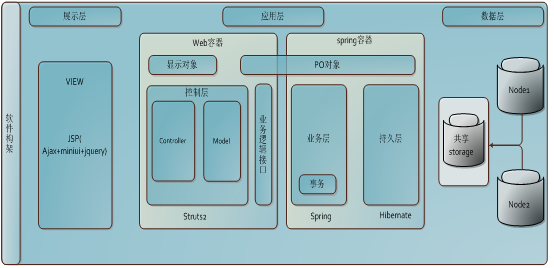 软件构架
展示层
应用层
数据层
Web容器
spring容器
显示对象
PO对象
VIEW
JSP(
Ajax+miniui+jquery)
控制层
Controller
Model
业务逻辑接口
业务层
事务
持久层
Struts2
Spring
Hibernate
共享
storage
Node1
Node2